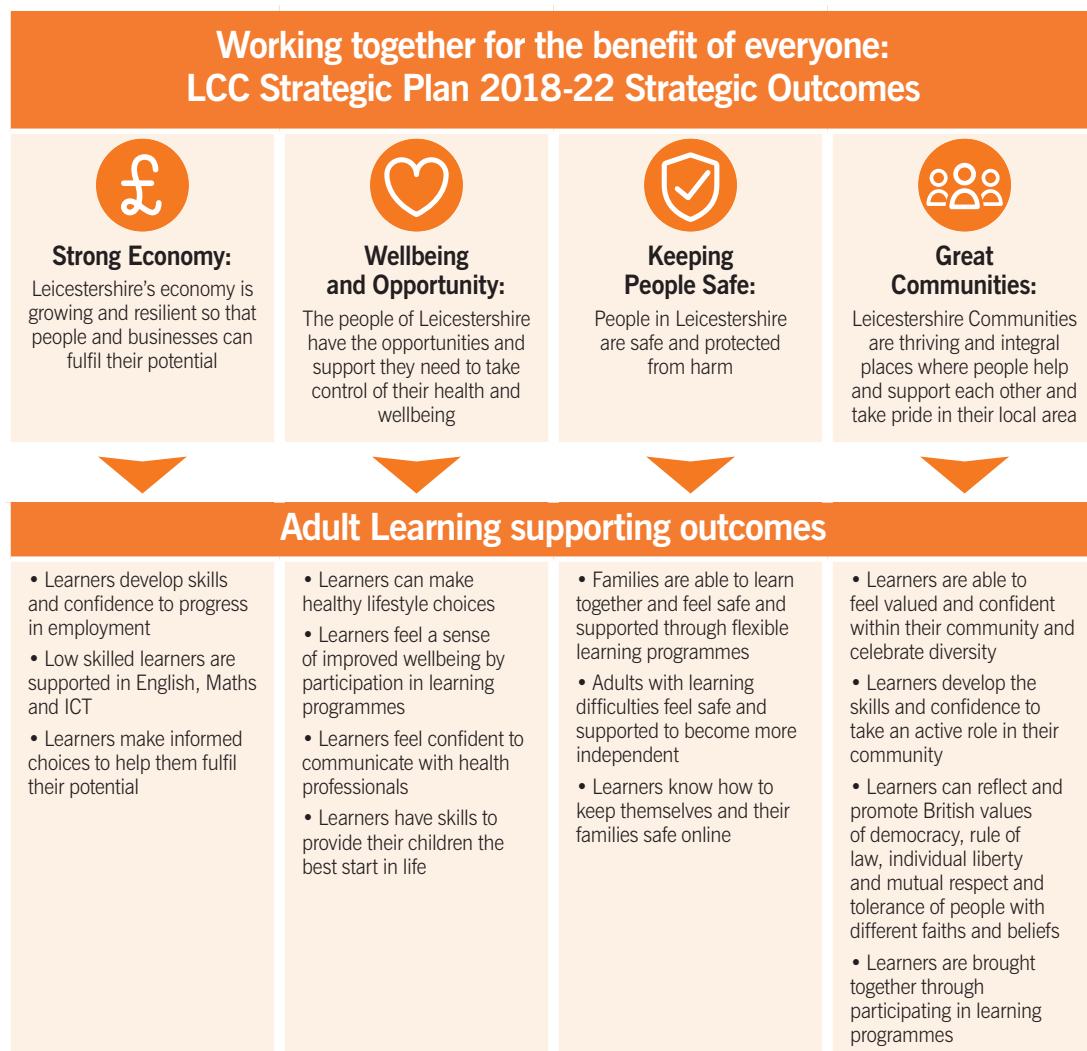 Working together for the benefit of everyone:
LCC Strategic Plan 2018-22 Strategic Outcomes
£
Strong Economy:
Leicestershire's economy is
growing and resilient so that
people and businesses can
fulfil their potential
Wellbeing
and Opportunity:
The people of Leicestershire
have the opportunities and
support they need to take
control of their health and
wellbeing
Keeping
People Safe:
People in Leicestershire
are safe and protected
from harm
Great
Communities:
Leicestershire Communities
are thriving and integral
places where people help
and support each other and
take pride in their local area
Adult Learning supporting outcomes
• Learners develop skills
and confidence to progress
in employment
• Low skilled learners are
supported in English, Maths
and ICT
• Learners make informed
choices to help them fulfil
their potential
• Learners can make
healthy lifestyle choices
• Learners feel a sense
of improved wellbeing by
participation in learning
programmes
• Learners feel confident to
communicate with health
professionals
• Learners have skills to
provide their children the
best start in life
• Families are able to learn
together and feel safe and
supported through flexible
learning programmes
• Adults with learning
difficulties feel safe and
supported to become more
independent
• Learners know how to
keep themselves and their
families safe online
• Learners are able to
feel valued and confident
within their community and
celebrate diversity
• Learners develop the
skills and confidence to
take an active role in their
community
• Learners can reflect and
promote British values
of democracy, rule of
law, individual liberty
and mutual respect and
tolerance of people with
different faiths and beliefs
• Learners are brought
together through
participating in learning
programmes